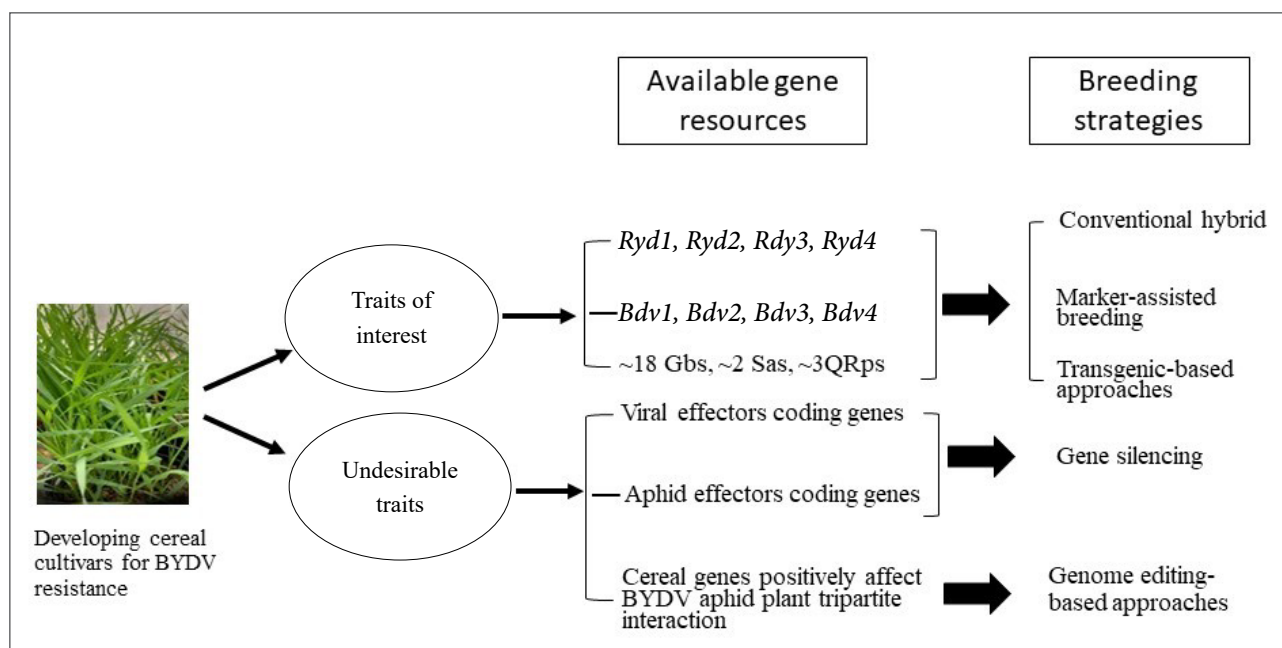 Available gene
resources
Breeding
strategies
Traits of
interest
Ryd1, Ryd2, Rdy3, Ryd4
Bdv1, Bdv2, Bdv3, Bdv4
~18 Gbs, ~2 Sas, ~3QRps
Conventional hybrid
Marker-assisted
breeding
Transgenic-based
approaches
Undesirable
traits
Viral effectors coding genes
Aphid effectors coding genes
Gene silencing
Cereal genes positively affect
BYDV aphid plant tripartite
interaction
Genome editing-
based approaches
Developing cereal
cultivars for BYDV
resistance